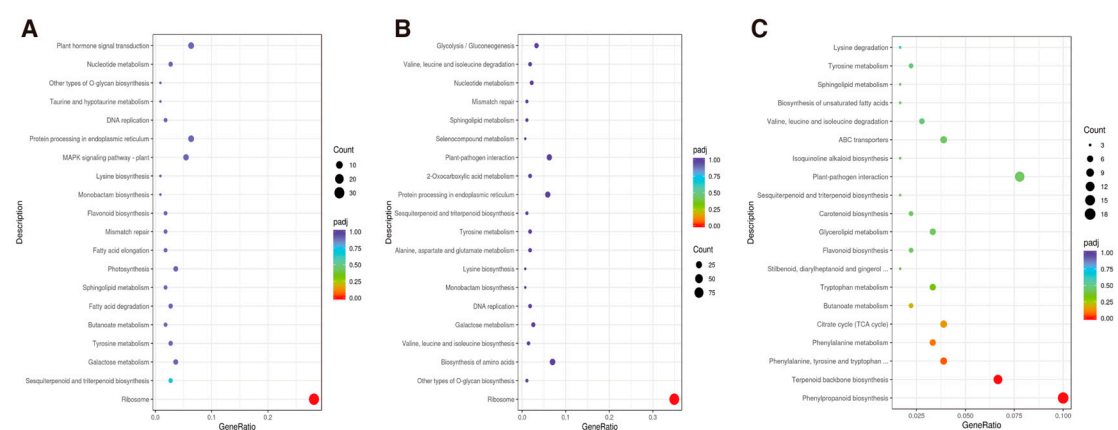 A
Plant hormone signal transduction
Nucleotide metabolism
Other types of O-glycan biosynthesis
Taurine and hypotaurine metabolism
DNA replication
Protein processing in endoplasmic reticulum
MAPK signaling pathway - plant
Lysine biosynthesis
Monobactam biosynthesis
Flavonoid biosynthesis
Mismatch repair
Fatty acid elongation
Photosynthesis
Sphingolipid metabolism
Fatty acid degradation
Butanoate metabolism
Tyrosine metabolism
Galactose metabolism
Sesquiterpenoid and triterpenoid biosynthesis
Ribosome
Description
0.0 0.1 0.2
GeneRatio
Count
10
20
30
padj
1.00
0.75
0.50
0.25
0.00
B
Glycolysis / Gluconeogenesis
Valine, leucine and isoleucine degradation
Nucleotide metabolism
Mismatch repair
Sphingolipid metabolism
Selenocompound metabolism
Plant-pathogen interaction
2-Oxocarboxylic acid metabolism
Protein processing in endoplasmic reticulum
Sesquiterpenoid and triterpenoid biosynthesis
Tyrosine metabolism
Alanine, aspartate and glutamate metabolism
Lysine biosynthesis
Monobactam biosynthesis
DNA replication
Galactose metabolism
Valine, leucine and isoleucine biosynthesis
Biosynthesis of amino acids
Other types of O-glycan biosynthesis
Ribosome
Description
0.0 0.1 0.2 0.3
GeneRatio
padj
1.00
0.75
0.50
0.25
0.00
Count
25
50
75
C
Lysine degradation
Tyrosine metabolism
Sphingolipid metabolism
Biosynthesis of unsaturated fatty acids
Valine, leucine and isoleucine degradation
ABC transporters
Isoquinoline alkaloid biosynthesis
Plant-pathogen interaction
Sesquiterpenoid and triterpenoid biosynthesis
Carotenoid biosynthesis
Glycerolipid metabolism
Flavonoid biosynthesis
Stilbenoid, diarylheptanoid and gingerol ...
Tryptophan metabolism
Butanoate metabolism
Citrate cycle (TCA cycle)
Phenylalanine metabolism
Phenylalanine, tyrosine and tryptophan ...
Terpenoid backbone biosynthesis
Phenylpropanoid biosynthesis
Description
0.025 0.050 0.075 0.100
GeneRatio
Count
3
6
9
12
15
18
padj
1.00
0.75
0.50
0.25
0.00